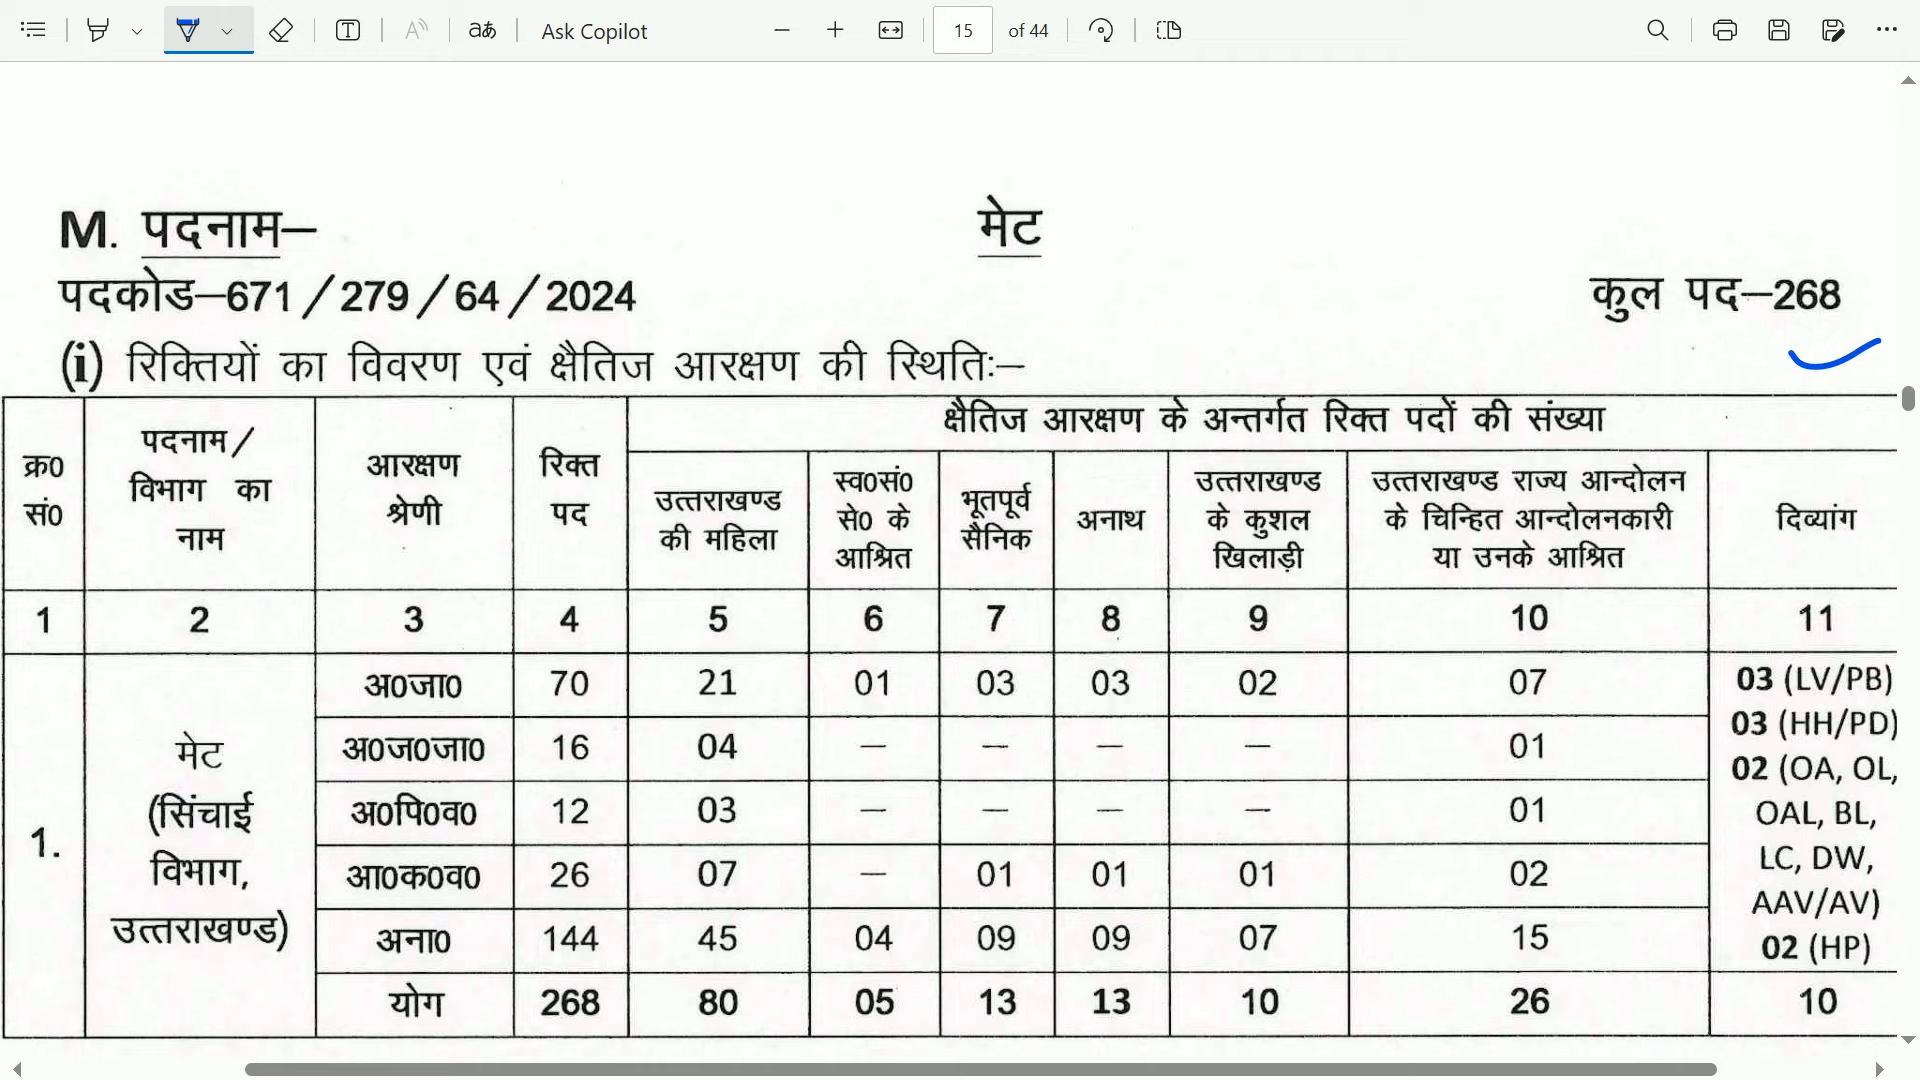 Ask Copilot
15 of 44
M. पदनाम— मेट
पदकोड—671/279/64/2024 कुल पद—268
(i) रिक्तियों का विवरण एवं क्षैतिज आरक्षण की स्थितिः—
क्र0 सं0 पदनाम/ विभाग का नाम आरक्षण श्रेणी रिक्त पद क्षैतिज आरक्षण के अन्तर्गत रिक्त पदों की संख्या
उत्तराखण्ड की महिला स्व0सं0 से0 के आश्रित भूतपूर्व सैनिक अनाथ उत्तराखण्ड के कुशल खिलाड़ी उत्तराखण्ड राज्य आन्दोलन के चिन्हित आन्दोलनकारी या उनके आश्रित दिव्यांग
1 2 3 4 5 6 7 8 9 10 11
1. मेट (सिंचाई विभाग, उत्तराखण्ड)
अ0जा0 70 21 01 03 03 02 07
अ0ज0जा0 16 04 — — — — 01
अ0पि0व0 12 03 — — — — 01
आ0क0व0 26 07 — 01 01 01 02
अना0 144 45 04 09 09 07 15
03 (LV/PB)
03 (HH/PD)
02 (OA, OL,
OAL, BL,
LC, DW,
AAV/AV)
02 (HP)
योग 268 80 05 13 13 10 26 10